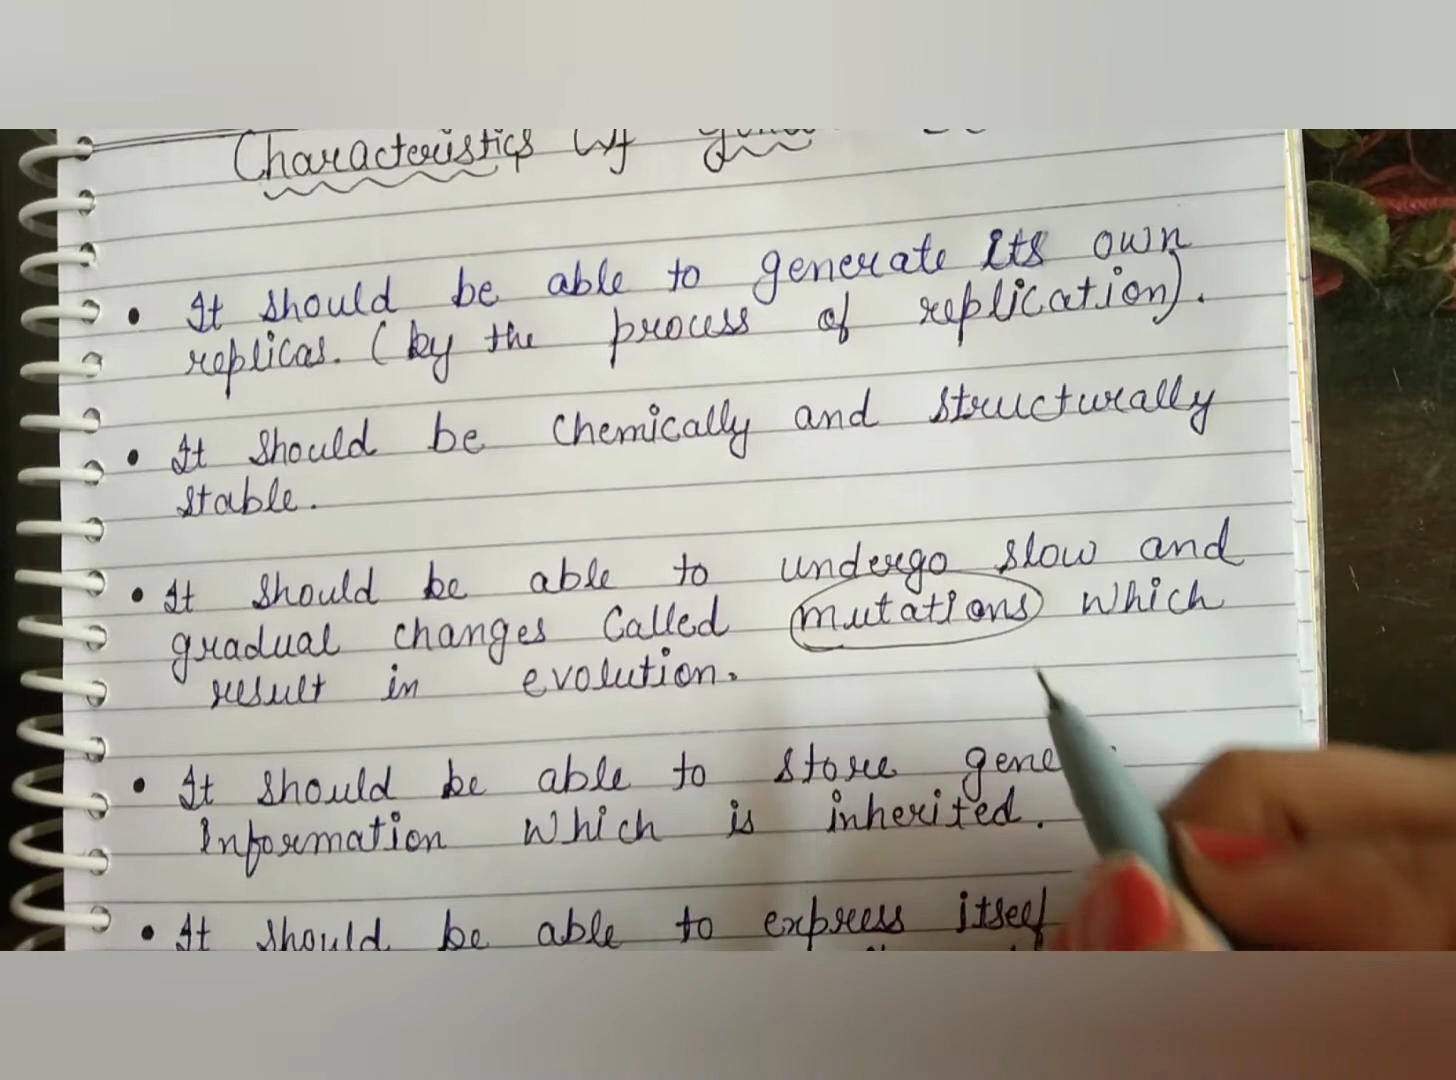 Characteristics of
• It should be able to generate its own
replicas. (by the process of replication).
• It should be chemically and structurally
stable.
• It should be able to undergo slow and
gradual changes called mutations which
result in evolution.
• It should be able to store
Information which is inherited.
• It should be able to express itself